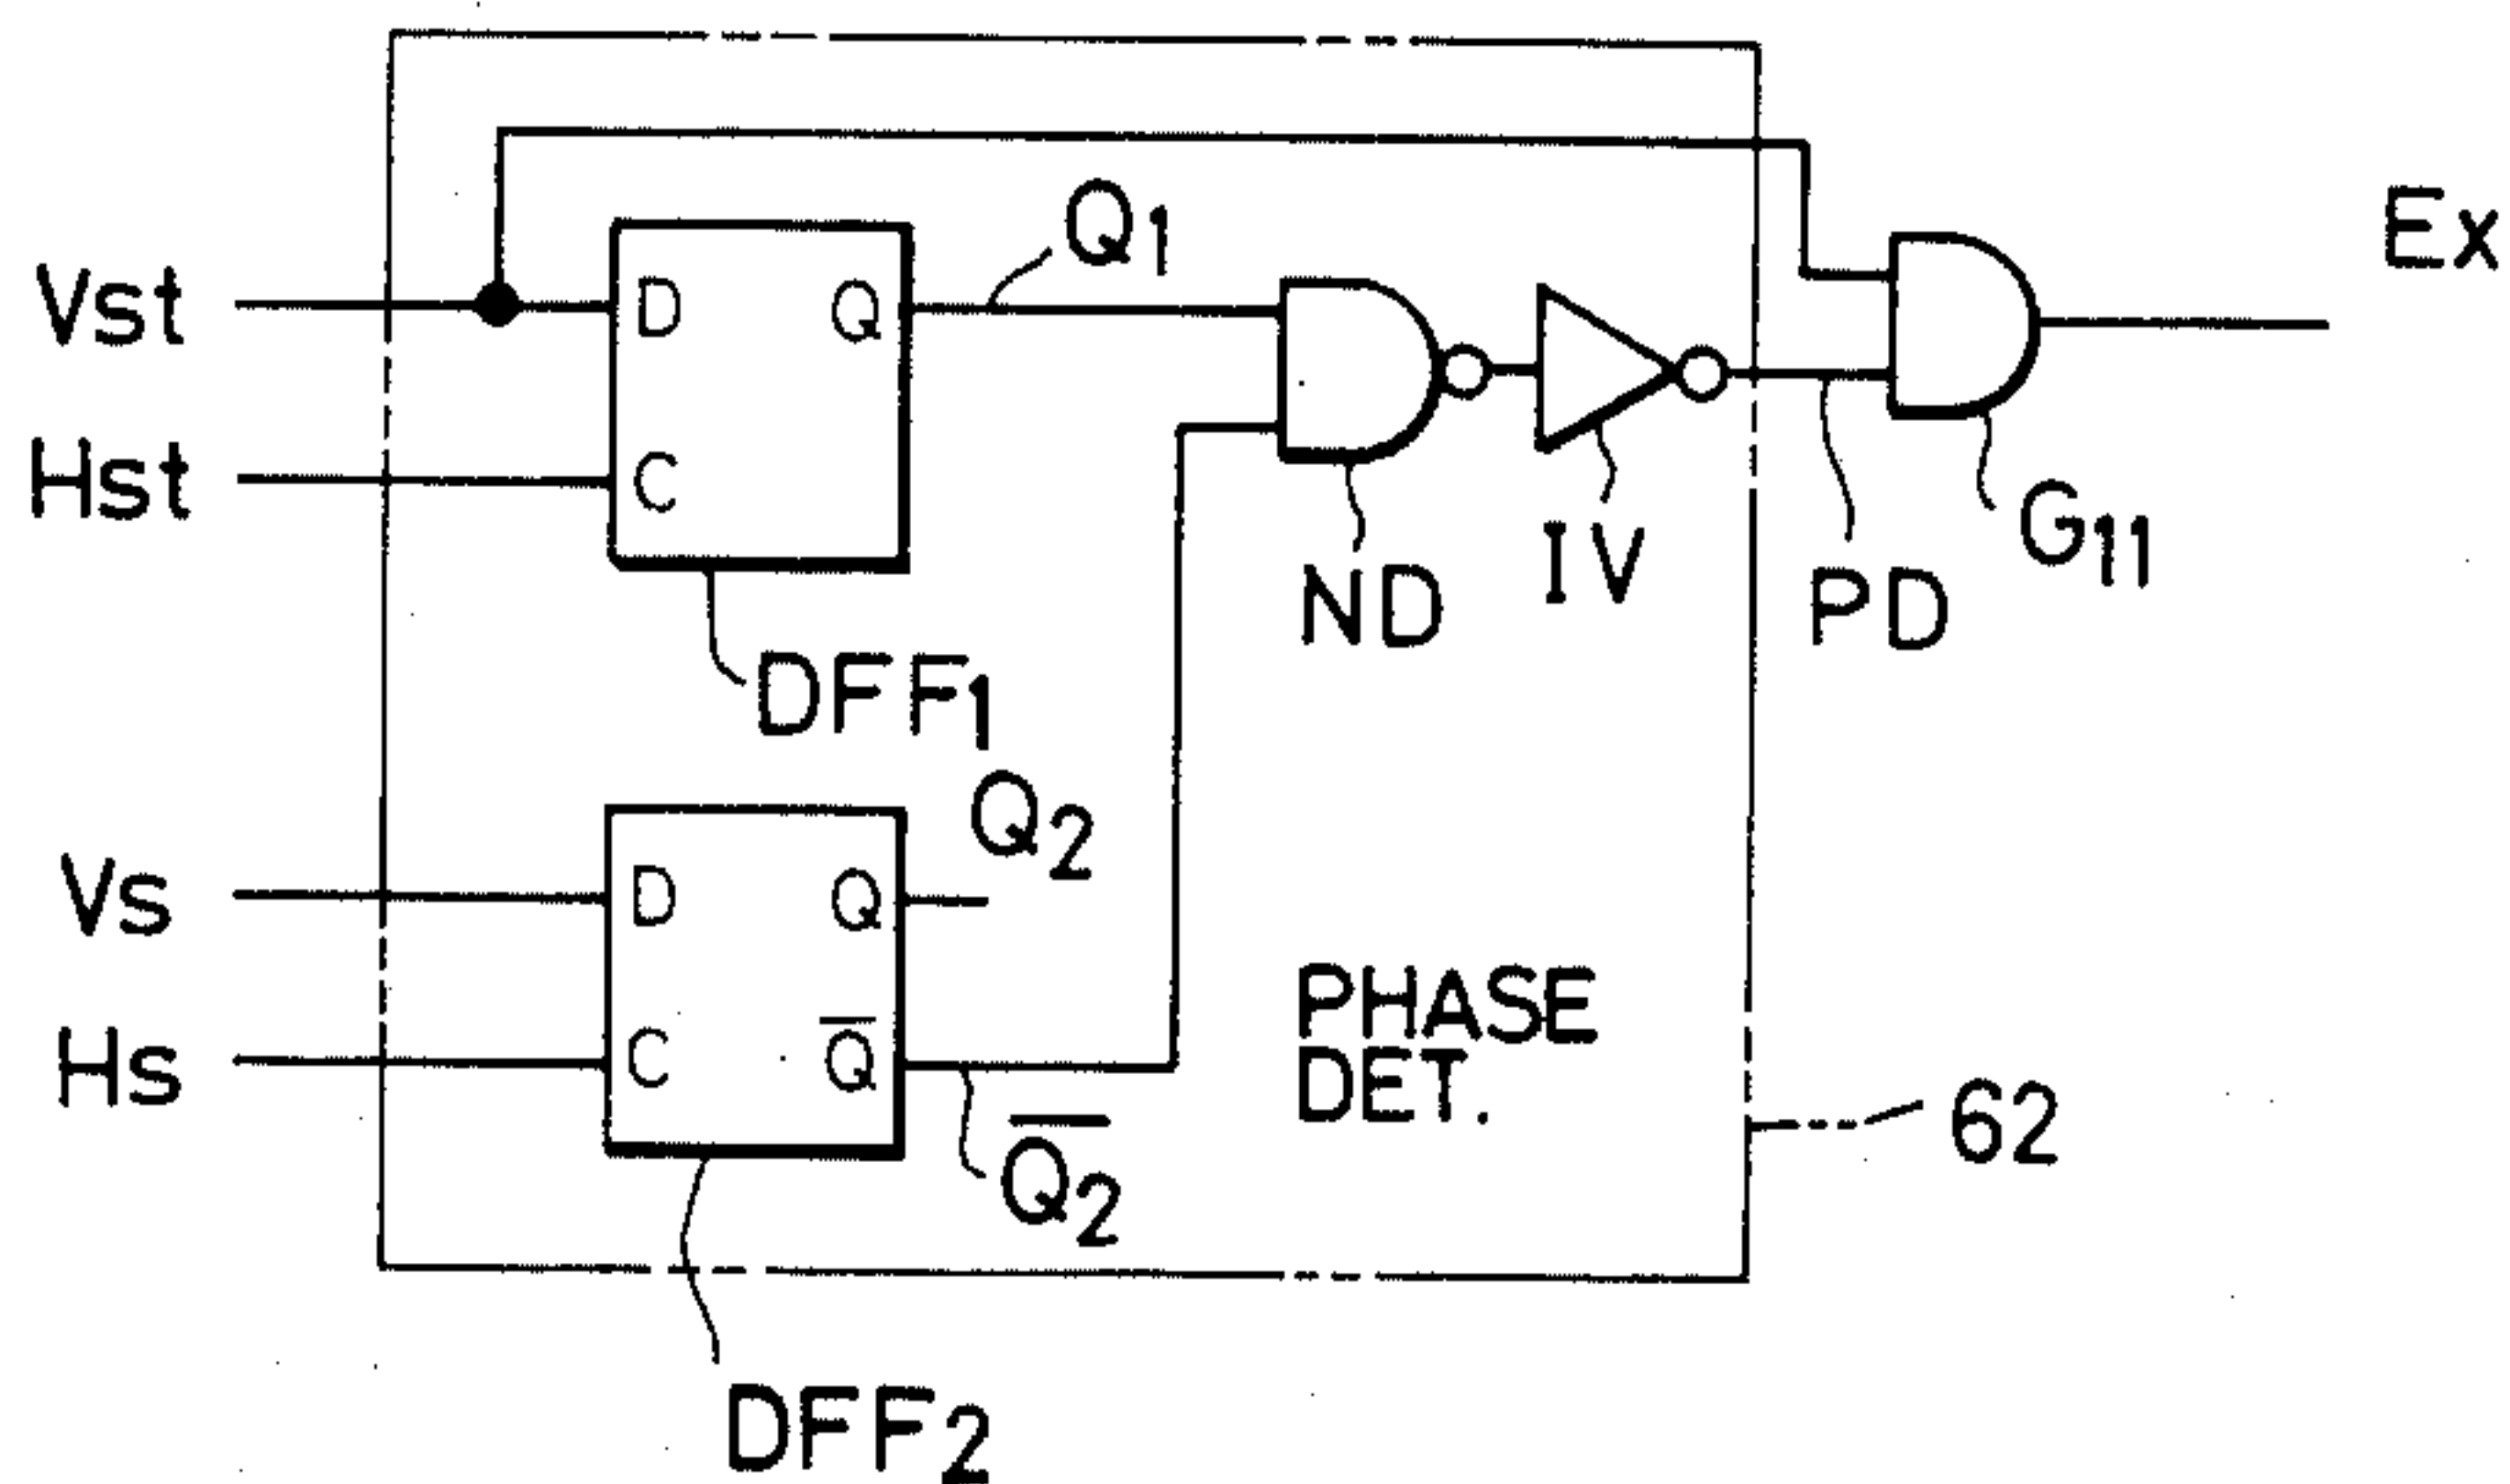 Q1
Ex
Vst
D
Q
Hst
C
G11
IV
ND
PD
DFF1
Q2
Vs
D
Q
PHASE
DET.
Hs
C
Q̅
62
Q̅2
DFF2